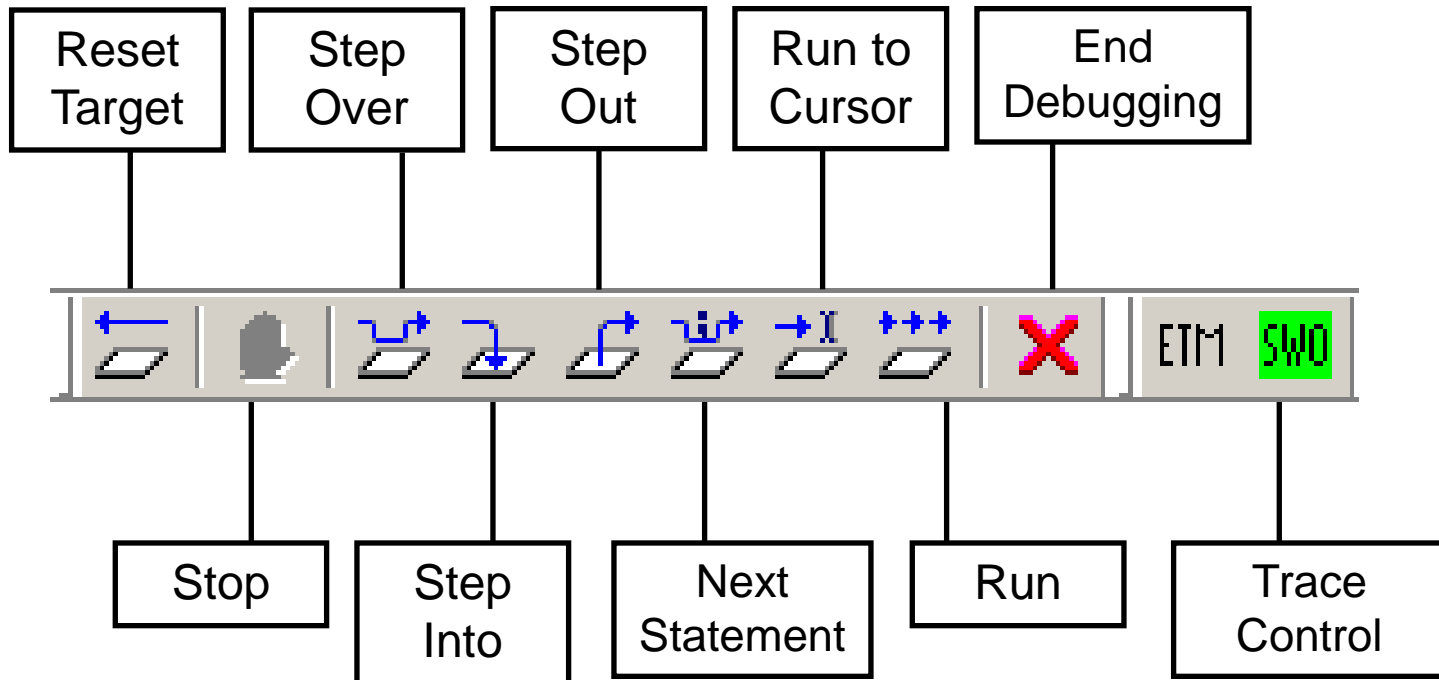 Reset
Target
Step
Over
Step
Out
Run to
Cursor
End
Debugging
ETM
SWO
Stop
Step
Into
Next
Statement
Run
Trace
Control